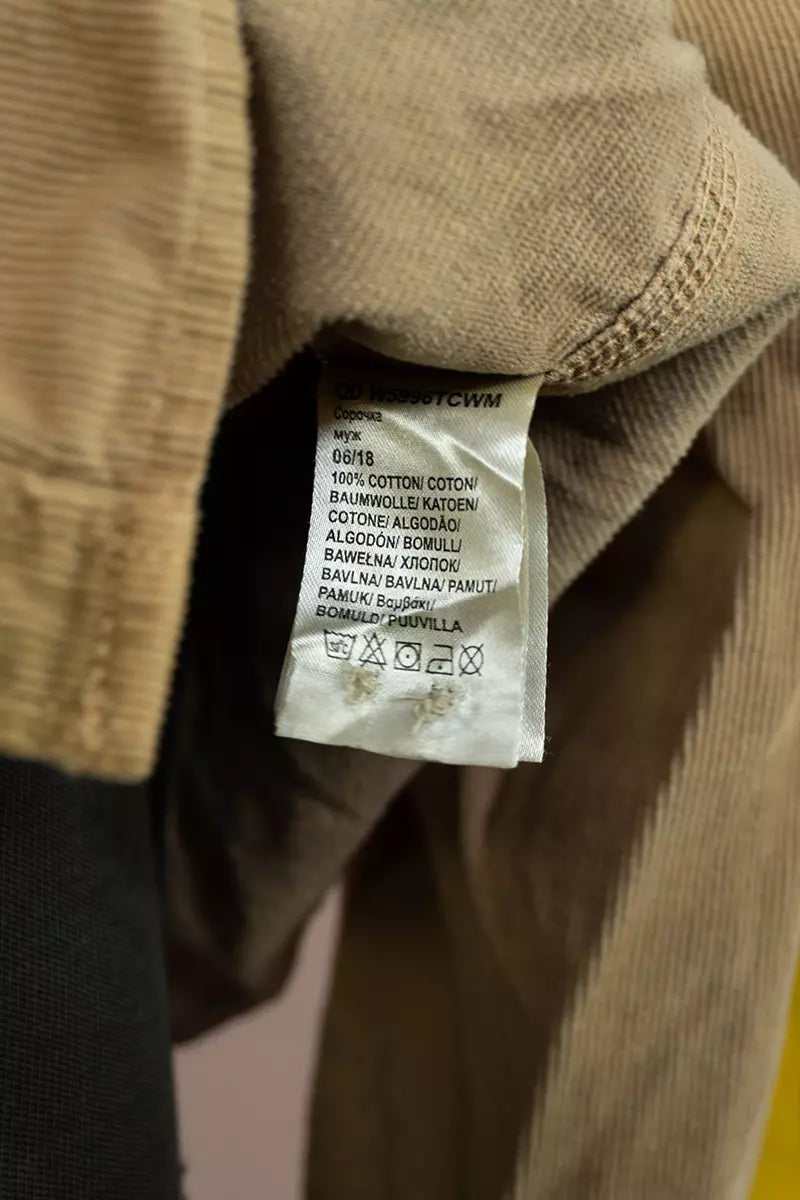 QD W5996TCWM
Сорочка
муж
06/18
100% COTTON/ COTON/
BAUMWOLLE/ KATOEN/
COTONE/ ALGODÃO/
ALGODÓN/ BOMULL/
BAWEŁNA/ ХЛОПОК/
BAVLNA/ BAVLNA/ PAMUT/
PAMUK/ Βαμβάκι/
BOMULD/ PUUVILLA
30°C